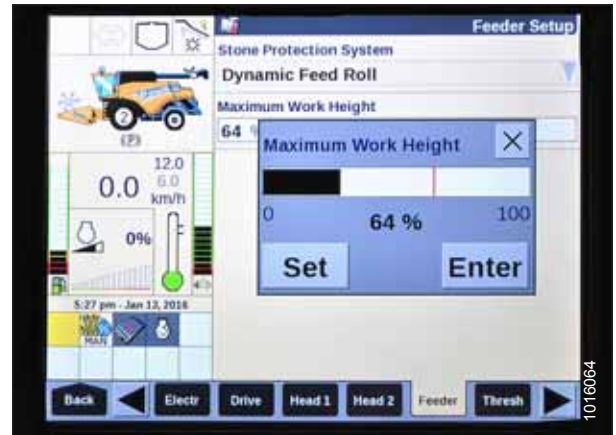 Feeder Setup
Stone Protection System
Dynamic Feed Roll
Maximum Work Height
64 %
Maximum Work Height
0
64 %
100
Set
Enter
2
(P)
12.0
6.0
0.0
km/h
0%
5:27 pm - Jan 13, 2016
MAN
Back
Electr
Drive
Head 1
Head 2
Feeder
Thresh
1016064